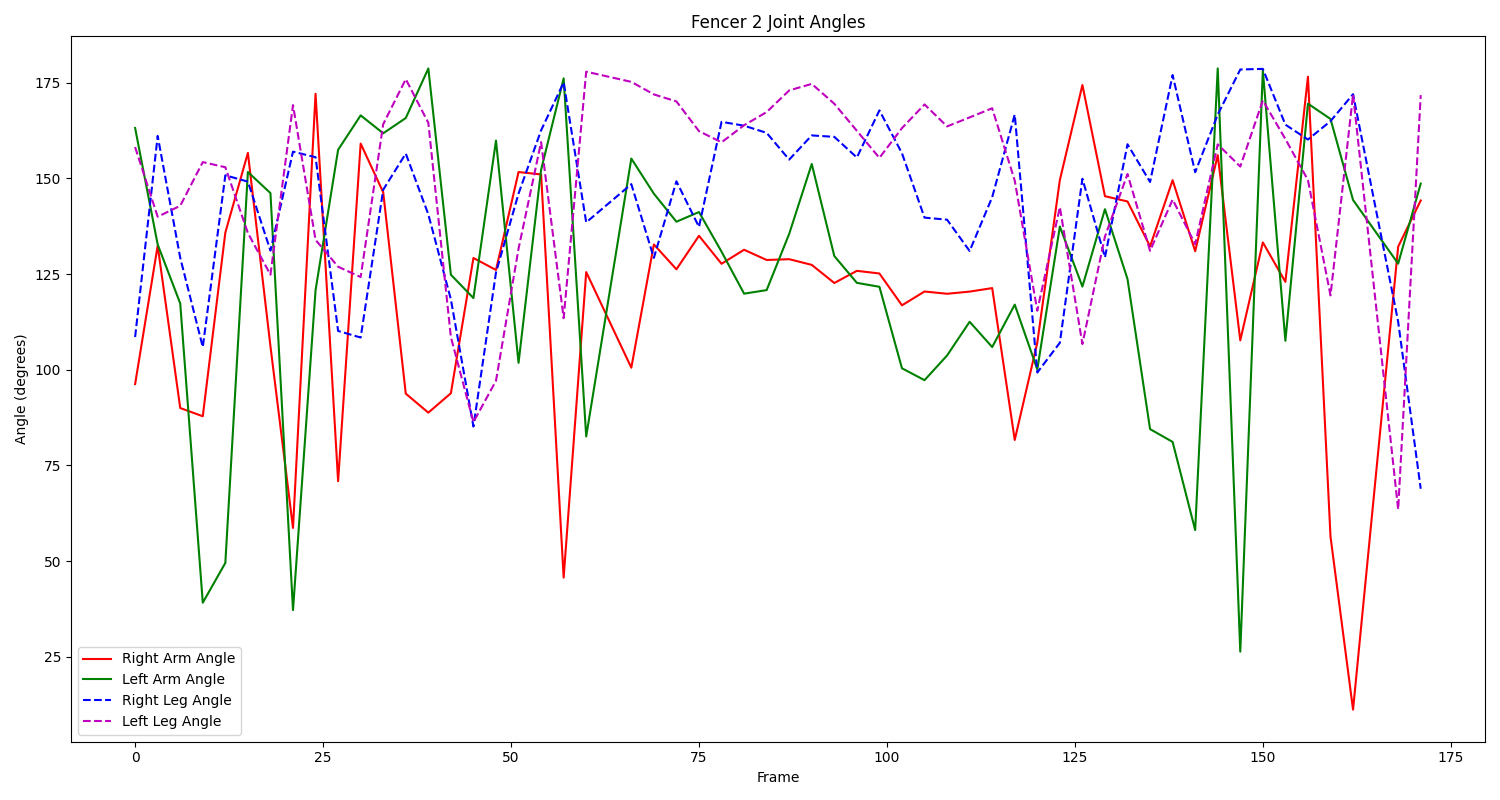 Fencer 2 Joint Angles
Angle (degrees)
175
150
125
100
75
50
25
Right Arm Angle
Left Arm Angle
Right Leg Angle
Left Leg Angle
0 25 50 75 100 125 150 175
Frame